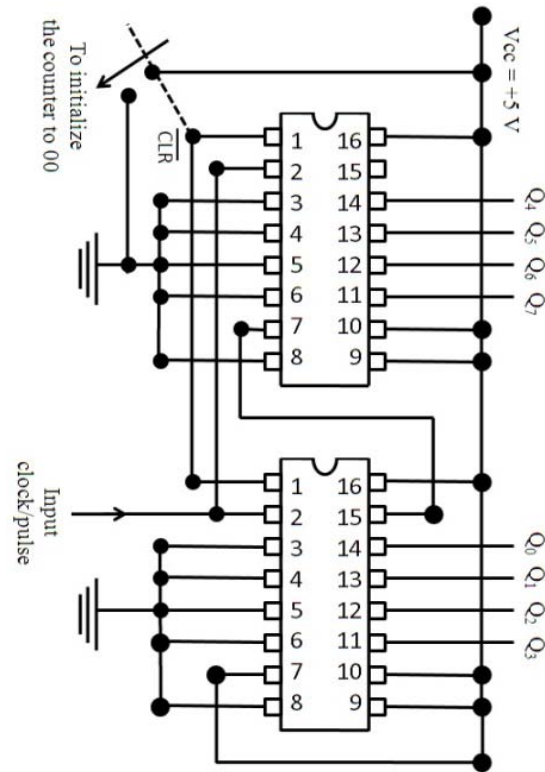 Vcc = +5 V
To initialize
the counter to 00
CLR
1 16
2 15
3 14 Q4
4 13 Q5
5 12 Q6
6 11 Q7
7 10
8 9
Input
clock/pulse
1 16
2 15
3 14 Q0
4 13 Q1
5 12 Q2
6 11 Q3
7 10
8 9